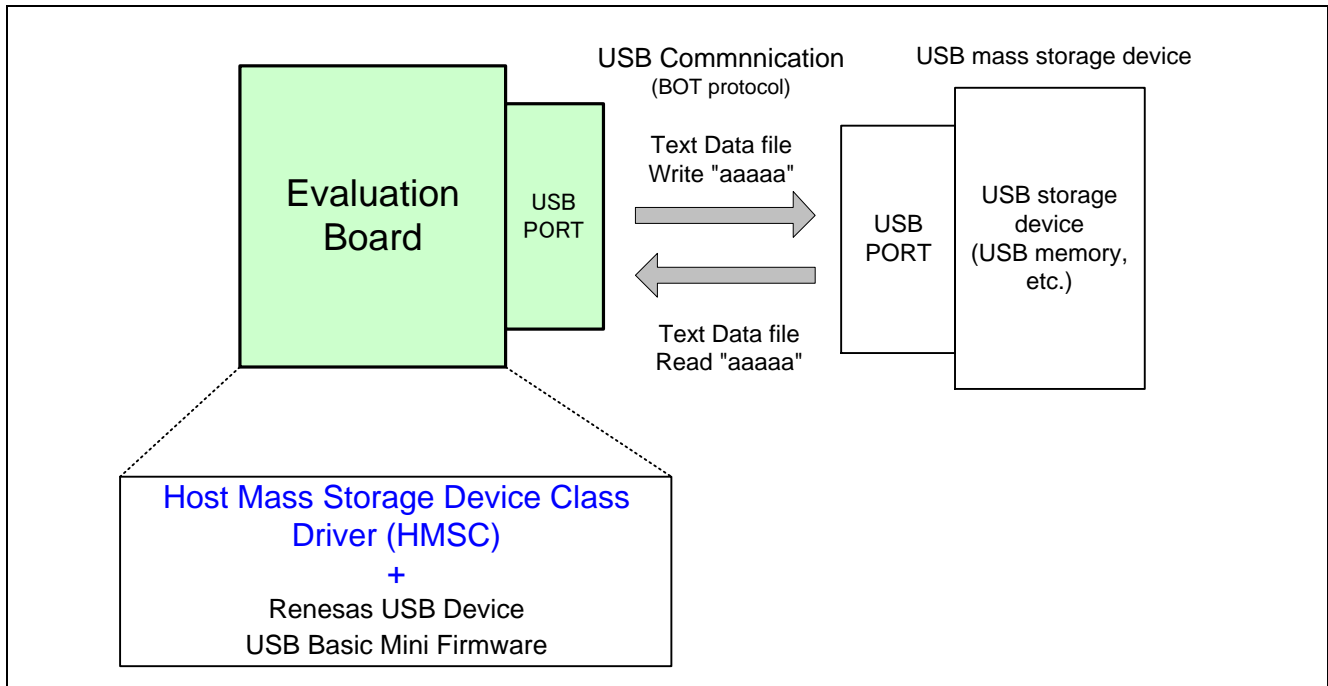 USB Commnnication
(BOT protocol)
USB mass storage device
Evaluation
Board
USB
PORT
Text Data file
Write "aaaaa"
Text Data file
Read "aaaaa"
USB
PORT
USB storage
device
(USB memory,
etc.)
Host Mass Storage Device Class
Driver (HMSC)
+
Renesas USB Device
USB Basic Mini Firmware